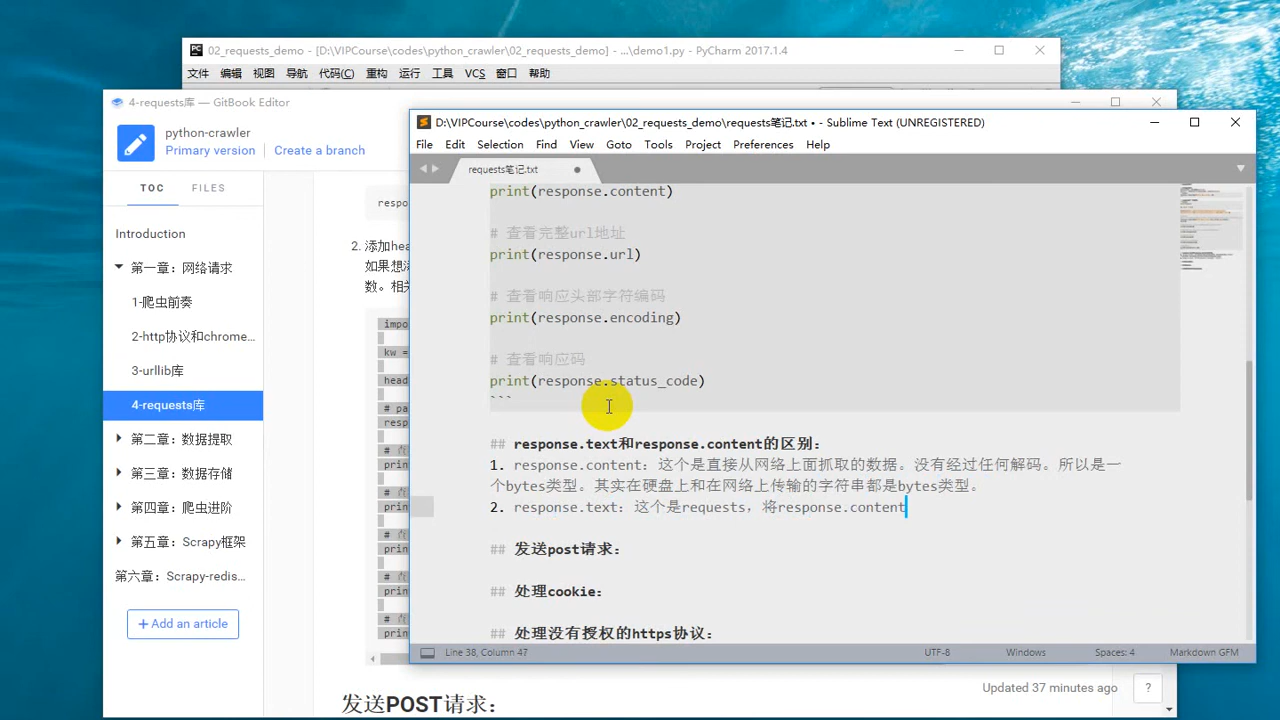 02_requests_demo - [D:\VIPCourse\codes\python_crawler\02_requests_demo] - ...\demo1.py - PyCharm 2017.1.4
文件 编辑 视图 导航 代码(C) 重构 运行 工具 VCS 窗口 帮助
4-requests库 — GitBook Editor
python-crawler
Primary version Create a branch
TOC FILES
Introduction
第一章：网络请求
1-爬虫前奏
2-http协议和chrome...
3-urllib库
4-requests库
第二章：数据提取
第三章：数据存储
第四章：爬虫进阶
第五章：Scrapy框架
第六章：Scrapy-redis...
+ Add an article
respo
2. 添加hea
如果想
数。相
impo
kw =
head
# pa
resp
prin
prin
prin
prin
prin
发送POST请求：
Updated 37 minutes ago
?
D:\VIPCourse\codes\python_crawler\02_requests_demo\requests笔记.txt • - Sublime Text (UNREGISTERED)
File Edit Selection Find View Goto Tools Project Preferences Help
requests笔记.txt
print(response.content)
# 查看完整url地址
print(response.url)
# 查看响应头部字符编码
print(response.encoding)
# 查看响应码
print(response.status_code)
```
## response.text和response.content的区别：
1. response.content：这个是直接从网络上面抓取的数据。没有经过任何解码。所以是一
个bytes类型。其实在硬盘上和在网络上传输的字符串都是bytes类型。
2. response.text：这个是requests，将response.content
## 发送post请求：
## 处理cookie：
## 处理没有授权的https协议：
Line 38, Column 47 UTF-8 Windows Spaces: 4 Markdown GFM